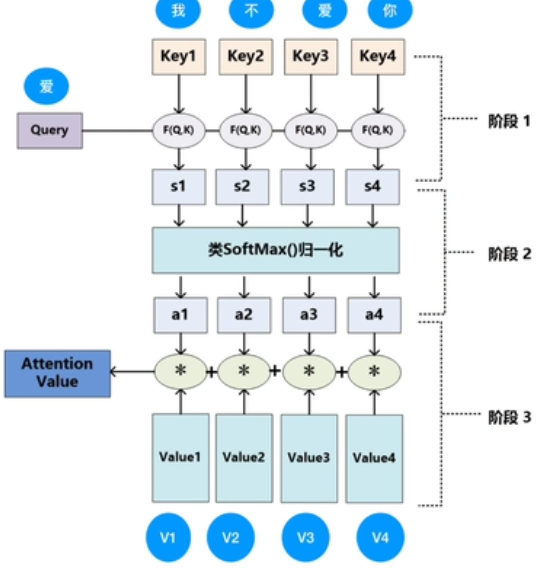 我 不 爱 你
Key1 Key2 Key3 Key4
爱
Query
F(Q,K) F(Q,K) F(Q,K) F(Q,K)
阶段 1
s1 s2 s3 s4
类SoftMax()归一化
阶段 2
a1 a2 a3 a4
Attention
Value
* + * + * + *
阶段 3
Value1 Value2 Value3 Value4
V1 V2 V3 V4